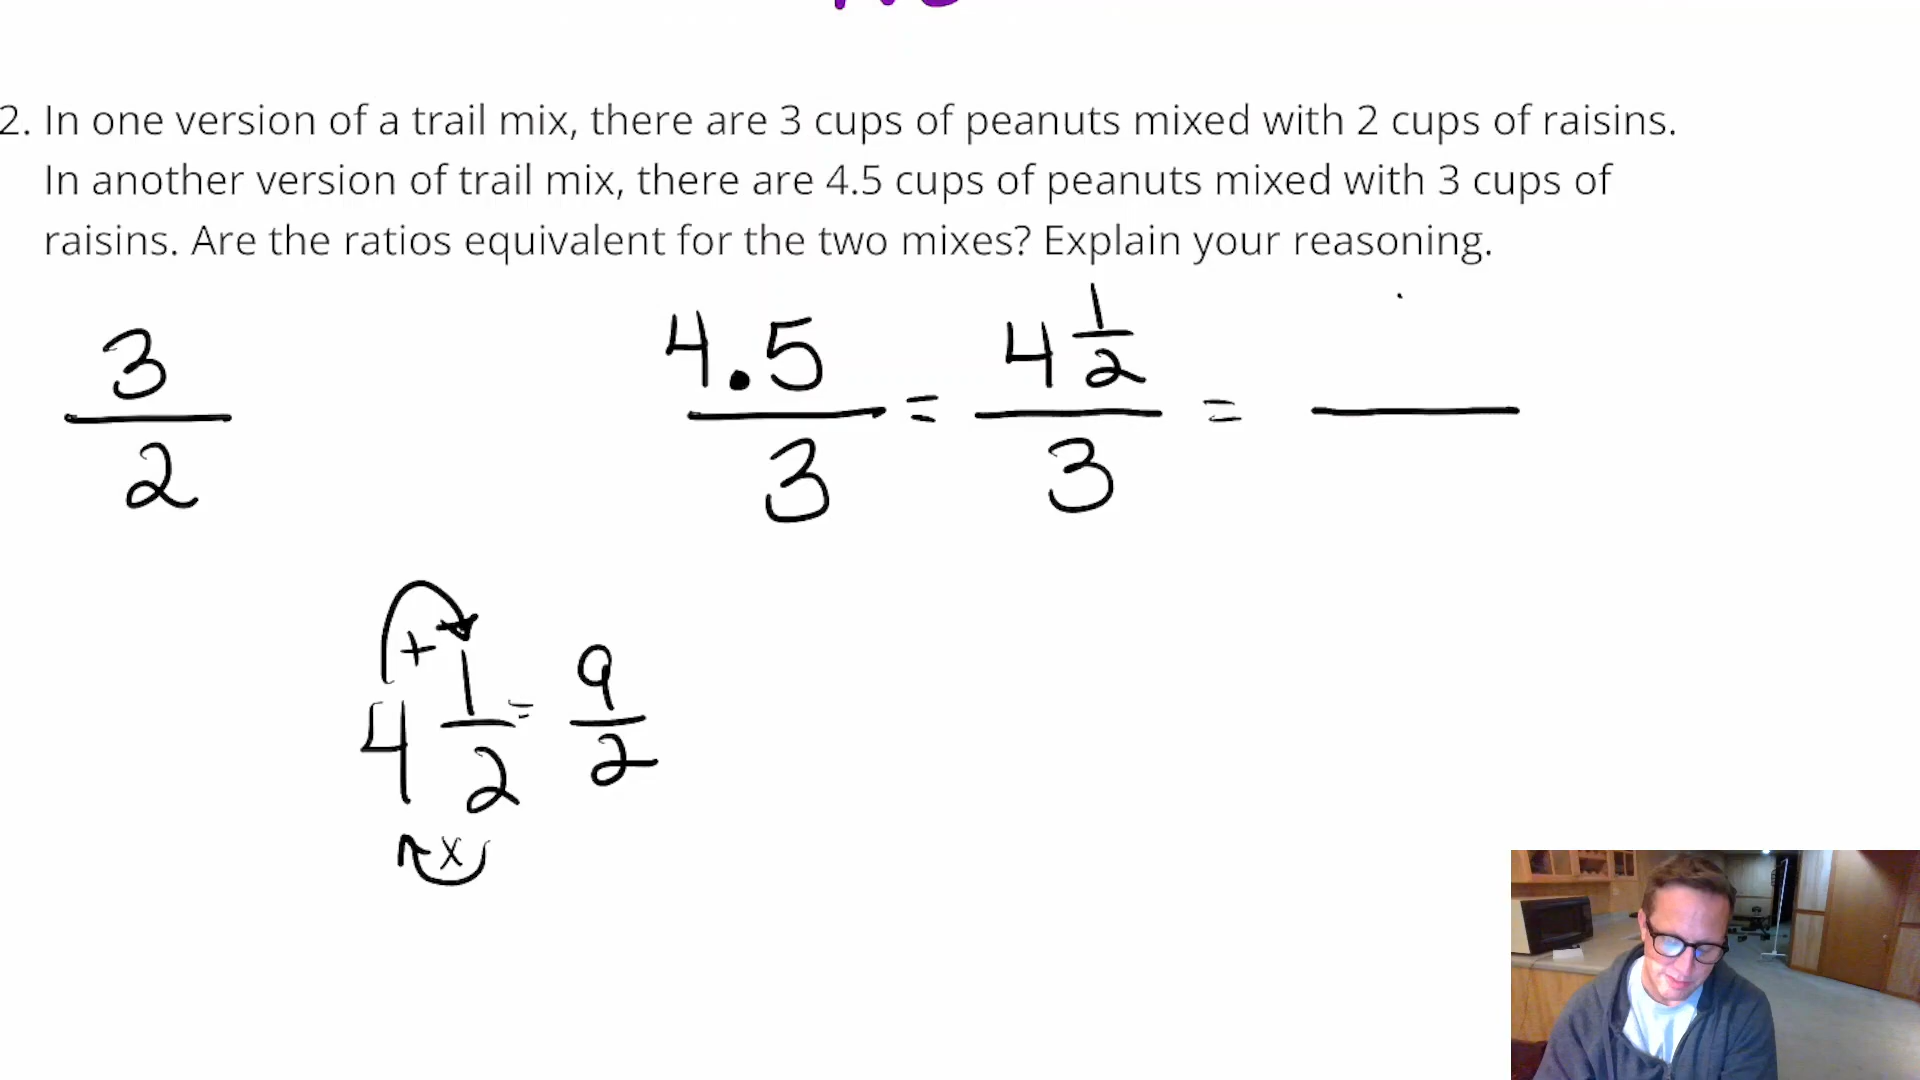 2. In one version of a trail mix, there are 3 cups of peanuts mixed with 2 cups of raisins.
In another version of trail mix, there are 4.5 cups of peanuts mixed with 3 cups of
raisins. Are the ratios equivalent for the two mixes? Explain your reasoning.
3
2
4.5
3
=
4 1/2
3
=
+
4 1/2 = 9/2
x